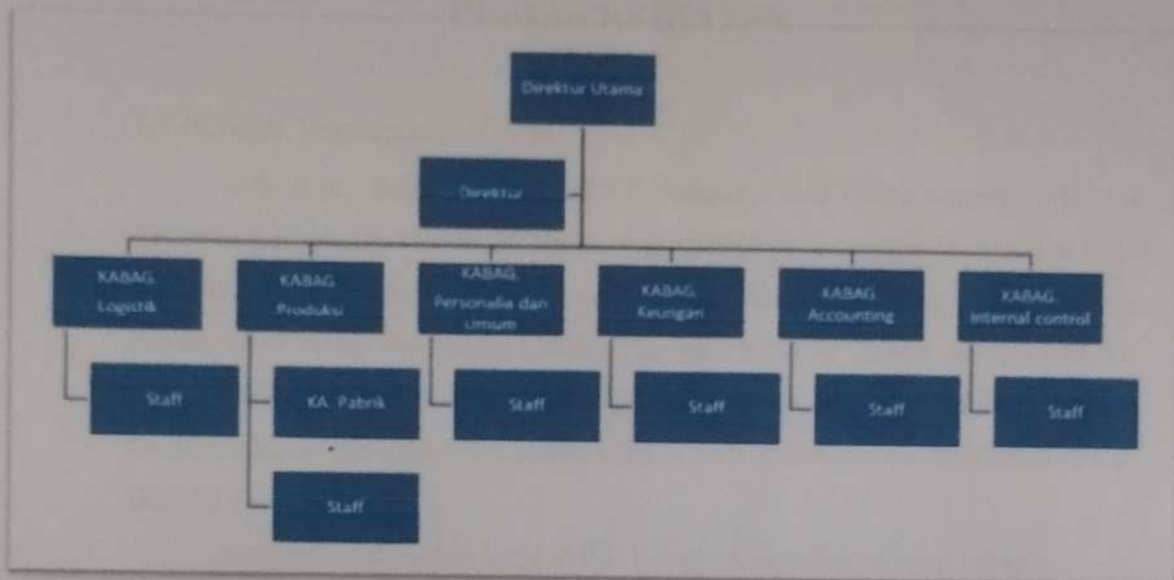 Direktur Utama
Direktur
KABAG.
Logistik
KABAG.
Produksi
KABAG.
Personalia dan
Umum
KABAG.
Keungan
KABAG.
Accounting
KABAG.
Internal control
Staff
KA. Pabrik
Staff
Staff
Staff
Staff
Staff